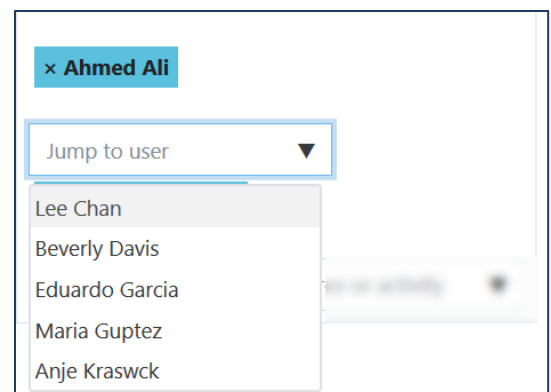 × Ahmed Ali
Jump to user ▼
Lee Chan
Beverly Davis
Eduardo Garcia
Maria Guptez
Anje Kraswck